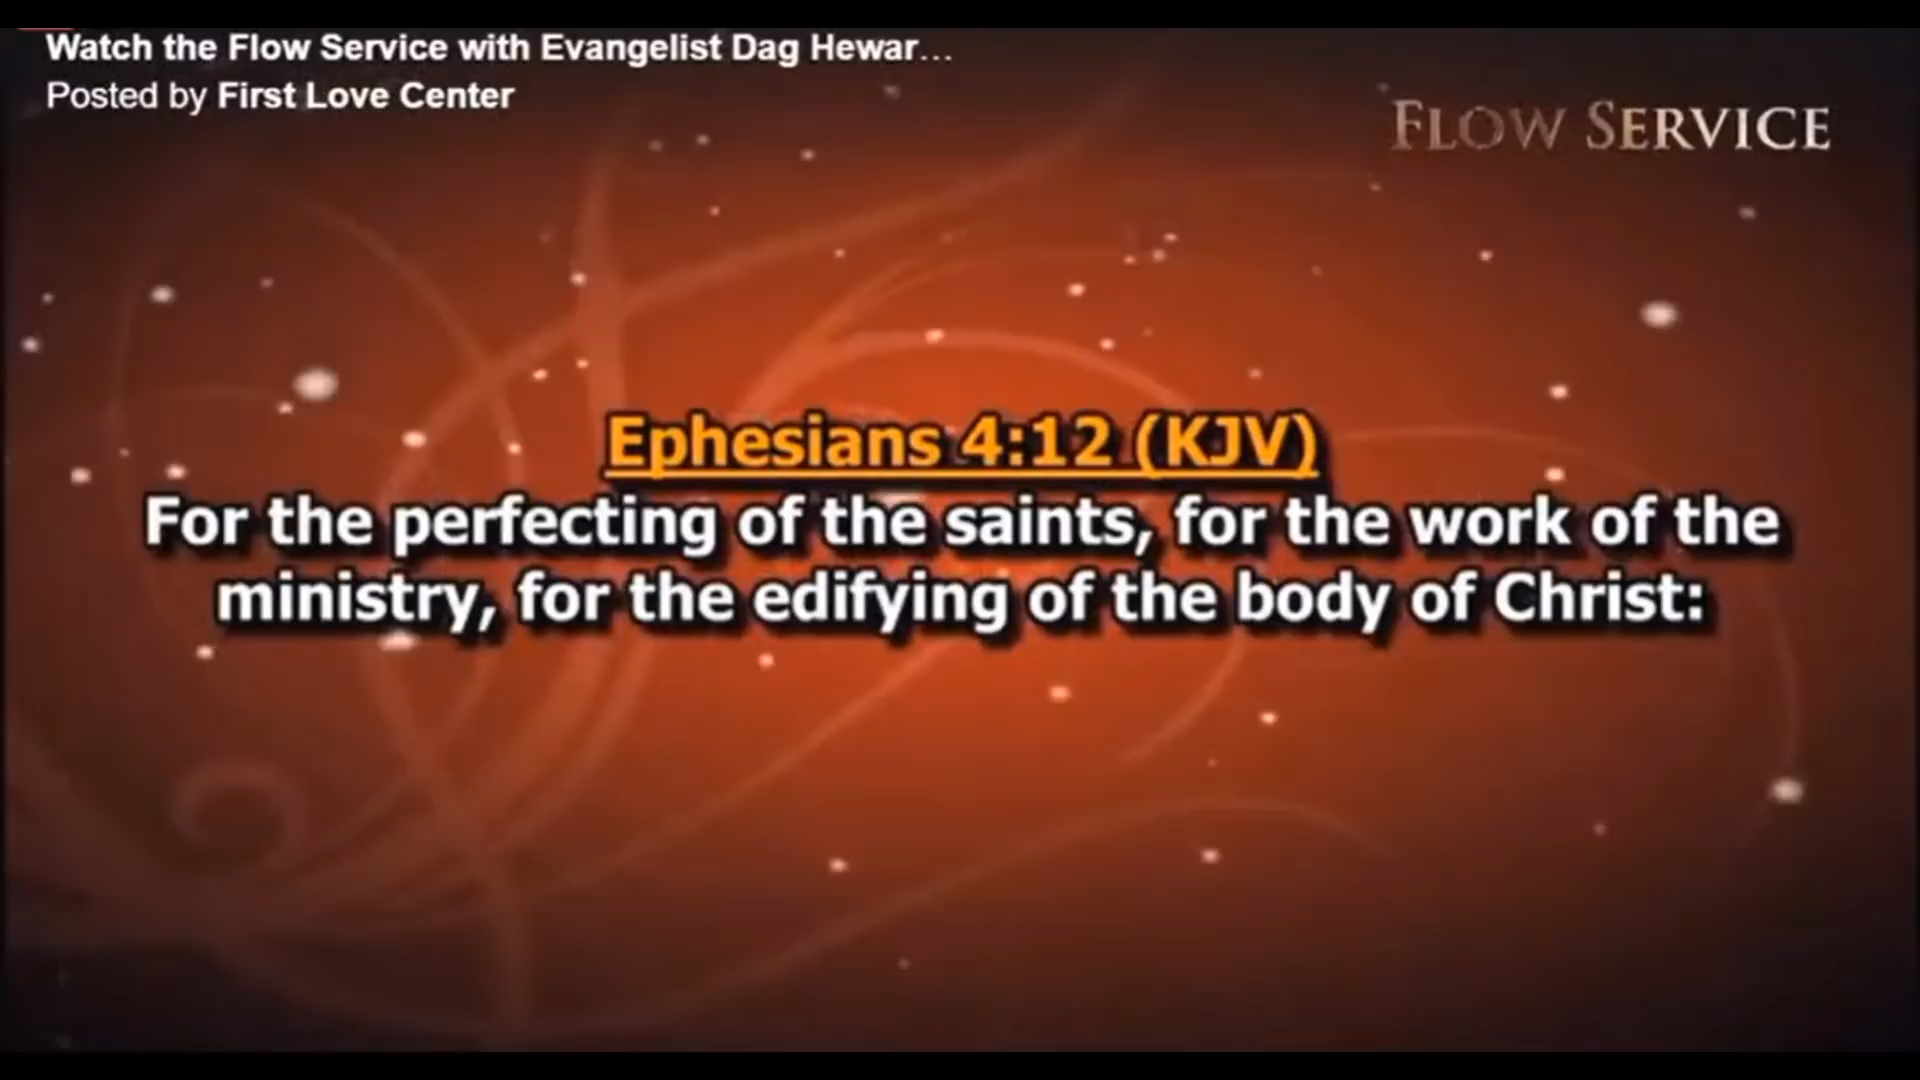 Watch the Flow Service with Evangelist Dag Hewar...
Posted by First Love Center
FLOW SERVICE
Ephesians 4:12 (KJV)
For the perfecting of the saints, for the work of the
ministry, for the edifying of the body of Christ: